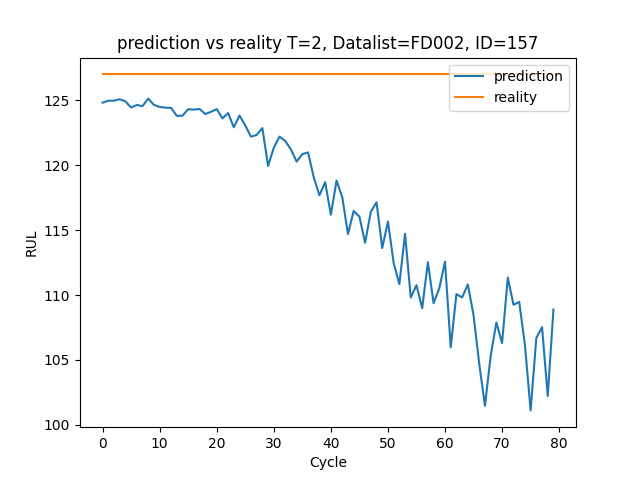 prediction vs reality T=2, Datalist=FD002, ID=157
prediction
reality
RUL
125
120
115
110
105
100
0 10 20 30 40 50 60 70 80
Cycle